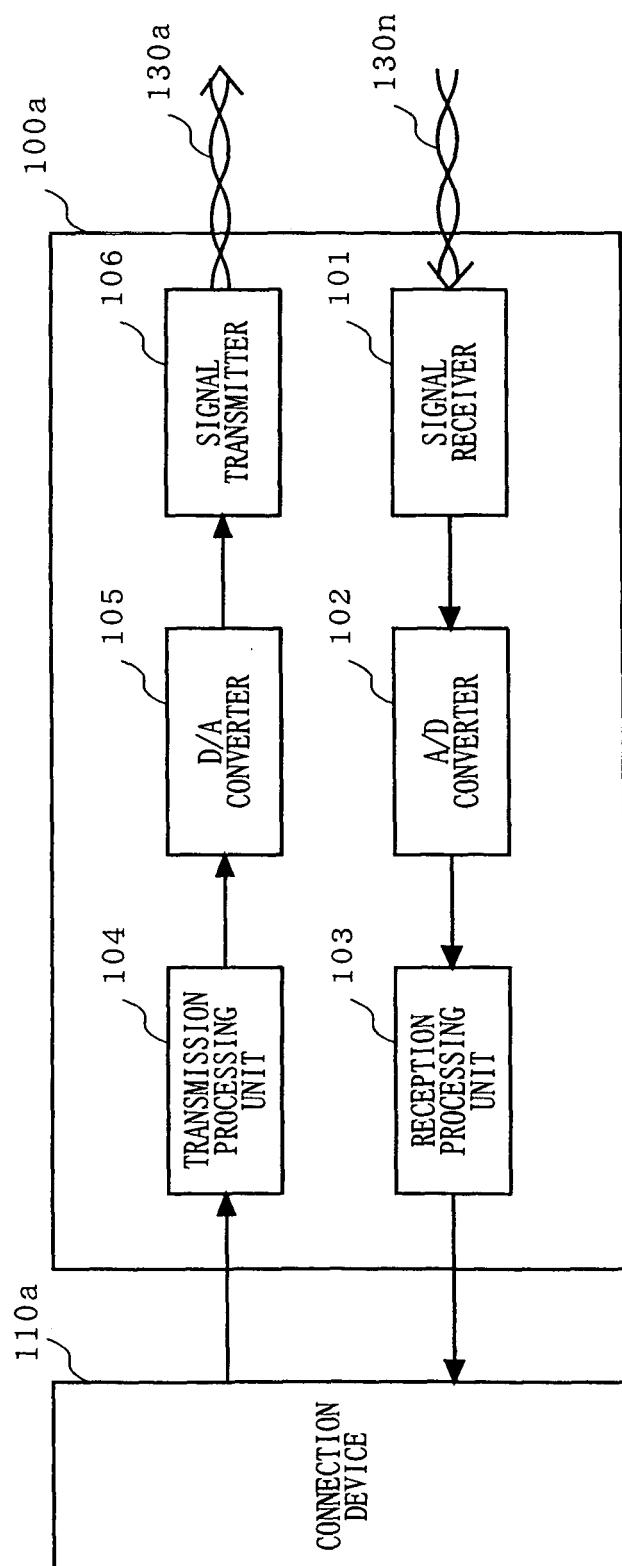 110a
CONNECTION
DEVICE
100a
104
TRANSMISSION
PROCESSING
UNIT
105
D/A
CONVERTER
106
SIGNAL
TRANSMITTER
130a
103
RECEPTION
PROCESSING
UNIT
102
A/D
CONVERTER
101
SIGNAL
RECEIVER
130n